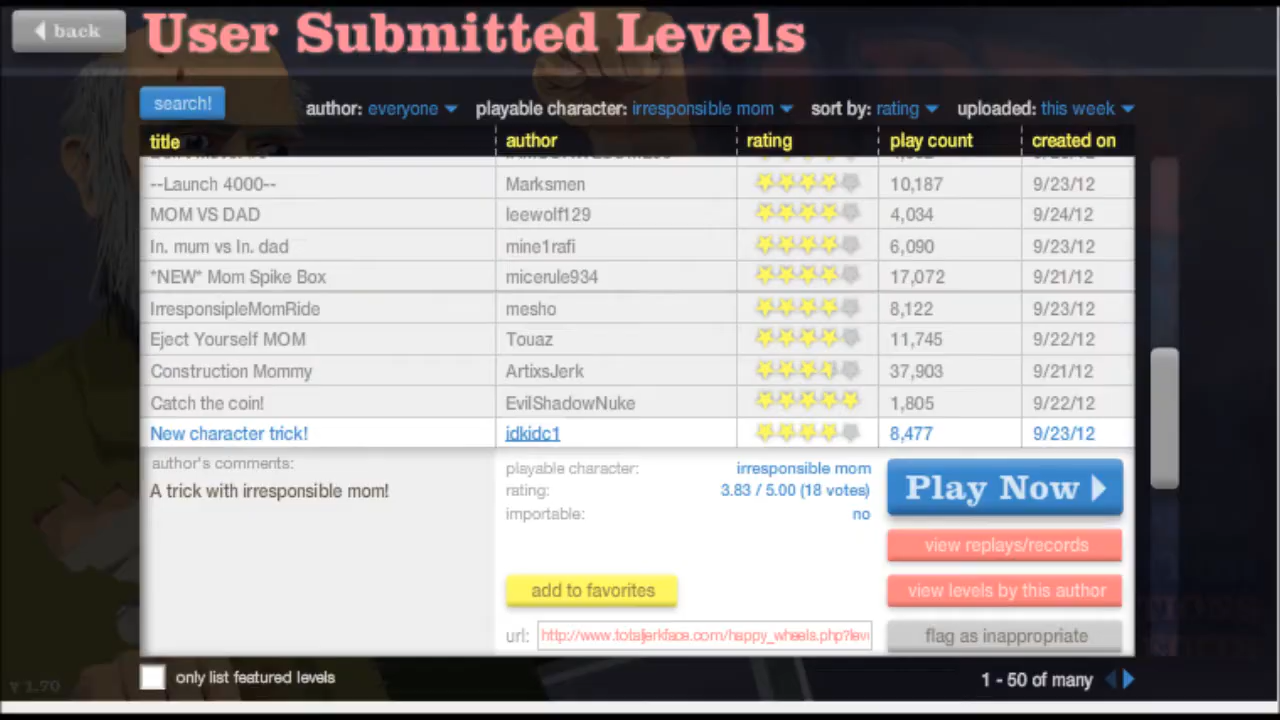 back
User Submitted Levels
search!
author: everyone playable character: irresponsible mom sort by: rating uploaded: this week
title author rating play count created on
--Launch 4000-- Marksmen 10,187 9/23/12
MOM VS DAD leewolf129 4,034 9/24/12
In. mum vs In. dad mine1rafi 6,090 9/23/12
*NEW* Mom Spike Box micerule934 17,072 9/21/12
IrresponsipleMomRide mesho 8,122 9/23/12
Eject Yourself MOM Touaz 11,745 9/22/12
Construction Mommy ArtixsJerk 37,903 9/21/12
Catch the coin! EvilShadowNuke 1,805 9/22/12
New character trick! idkidc1 8,477 9/23/12
author's comments:
A trick with irresponsible mom!
playable character: irresponsible mom
rating: 3.83 / 5.00 (18 votes)
importable: no
add to favorites
url: http://www.totaljerkface.com/happy_wheels.php?leve
Play Now
view replays/records
view levels by this author
flag as inappropriate
only list featured levels
1 - 50 of many
v 1.70